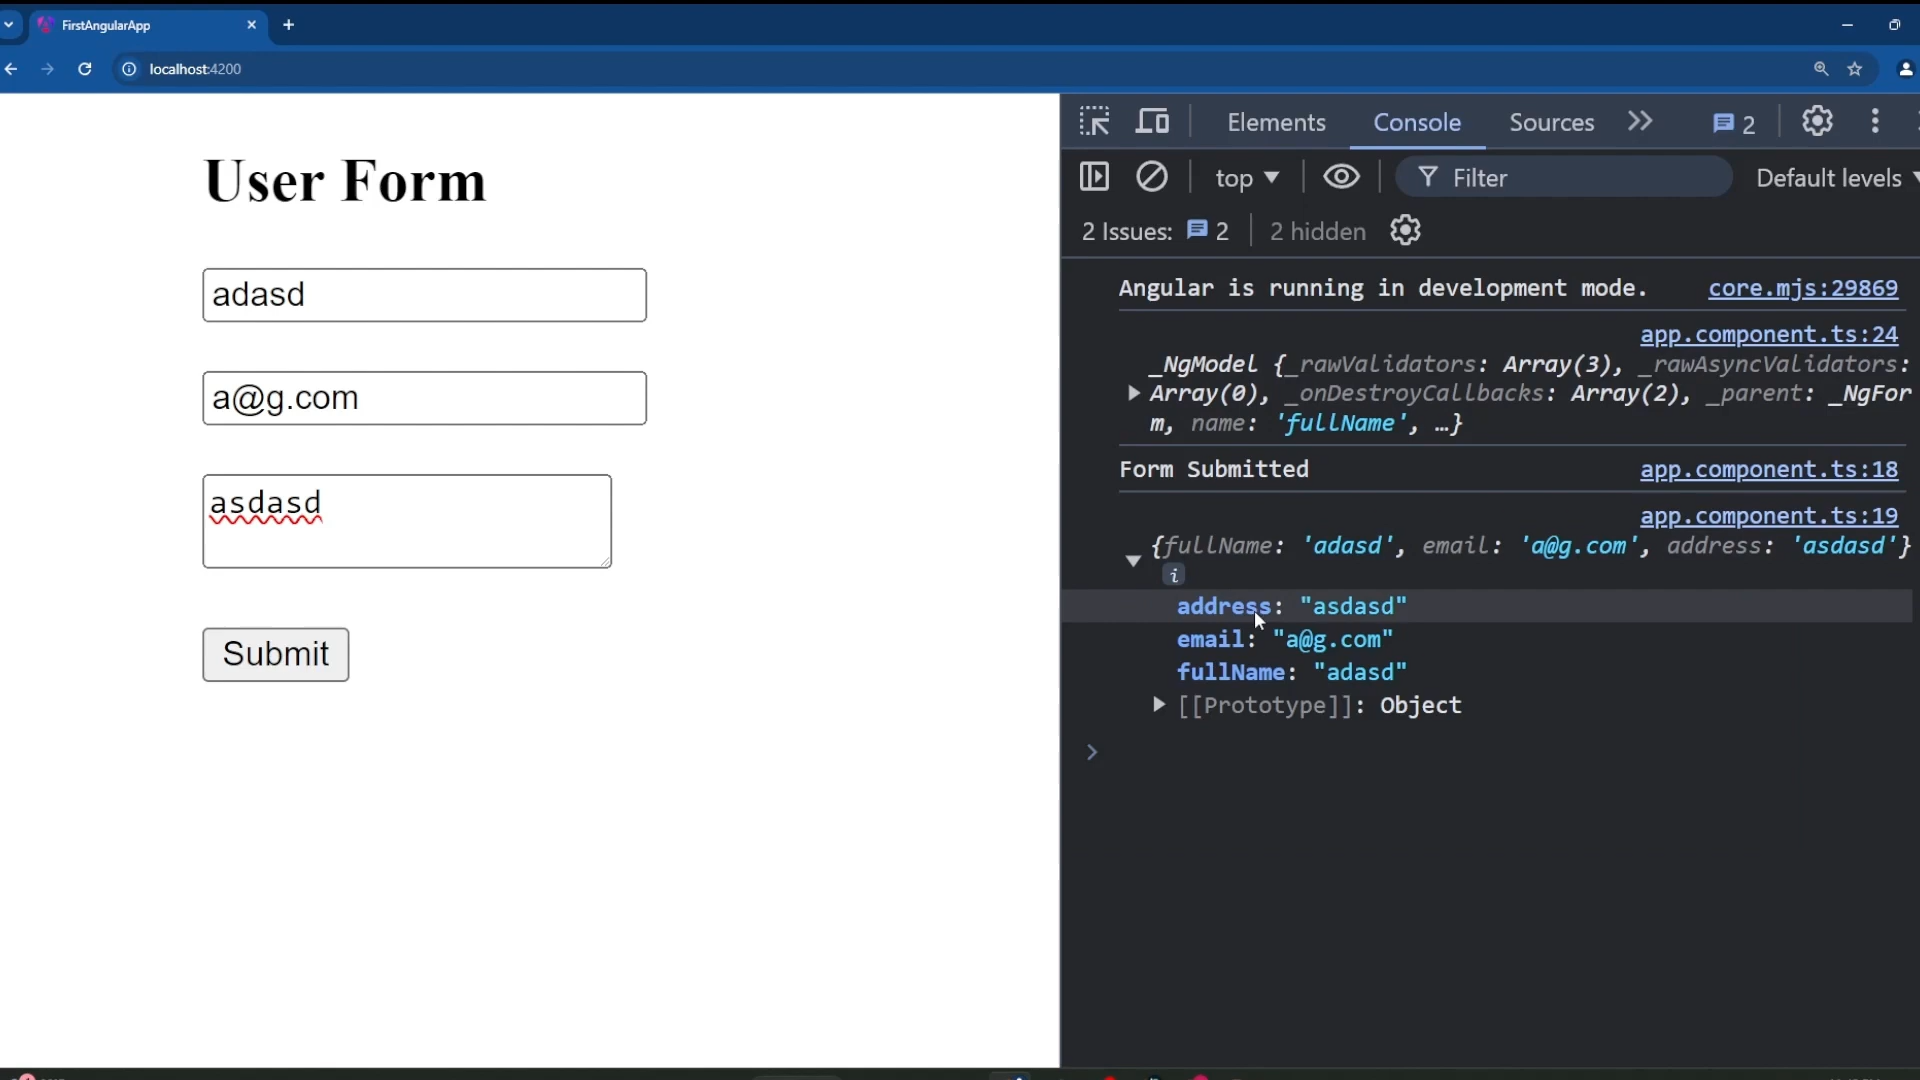 FirstAngularApp
localhost:4200
User Form
adasd
a@g.com
asdasd
Submit
Elements Console Sources 2
top Filter Default levels
2 Issues: 2 2 hidden
Angular is running in development mode. core.mjs:29869
app.component.ts:24
_NgModel {_rawValidators: Array(3), _rawAsyncValidators:
Array(0), _onDestroyCallbacks: Array(2), _parent: _NgFor
m, name: 'fullName', …}
Form Submitted app.component.ts:18
app.component.ts:19
{fullName: 'adasd', email: 'a@g.com', address: 'asdasd'}
i
address: "asdasd"
email: "a@g.com"
fullName: "adasd"
[[Prototype]]: Object